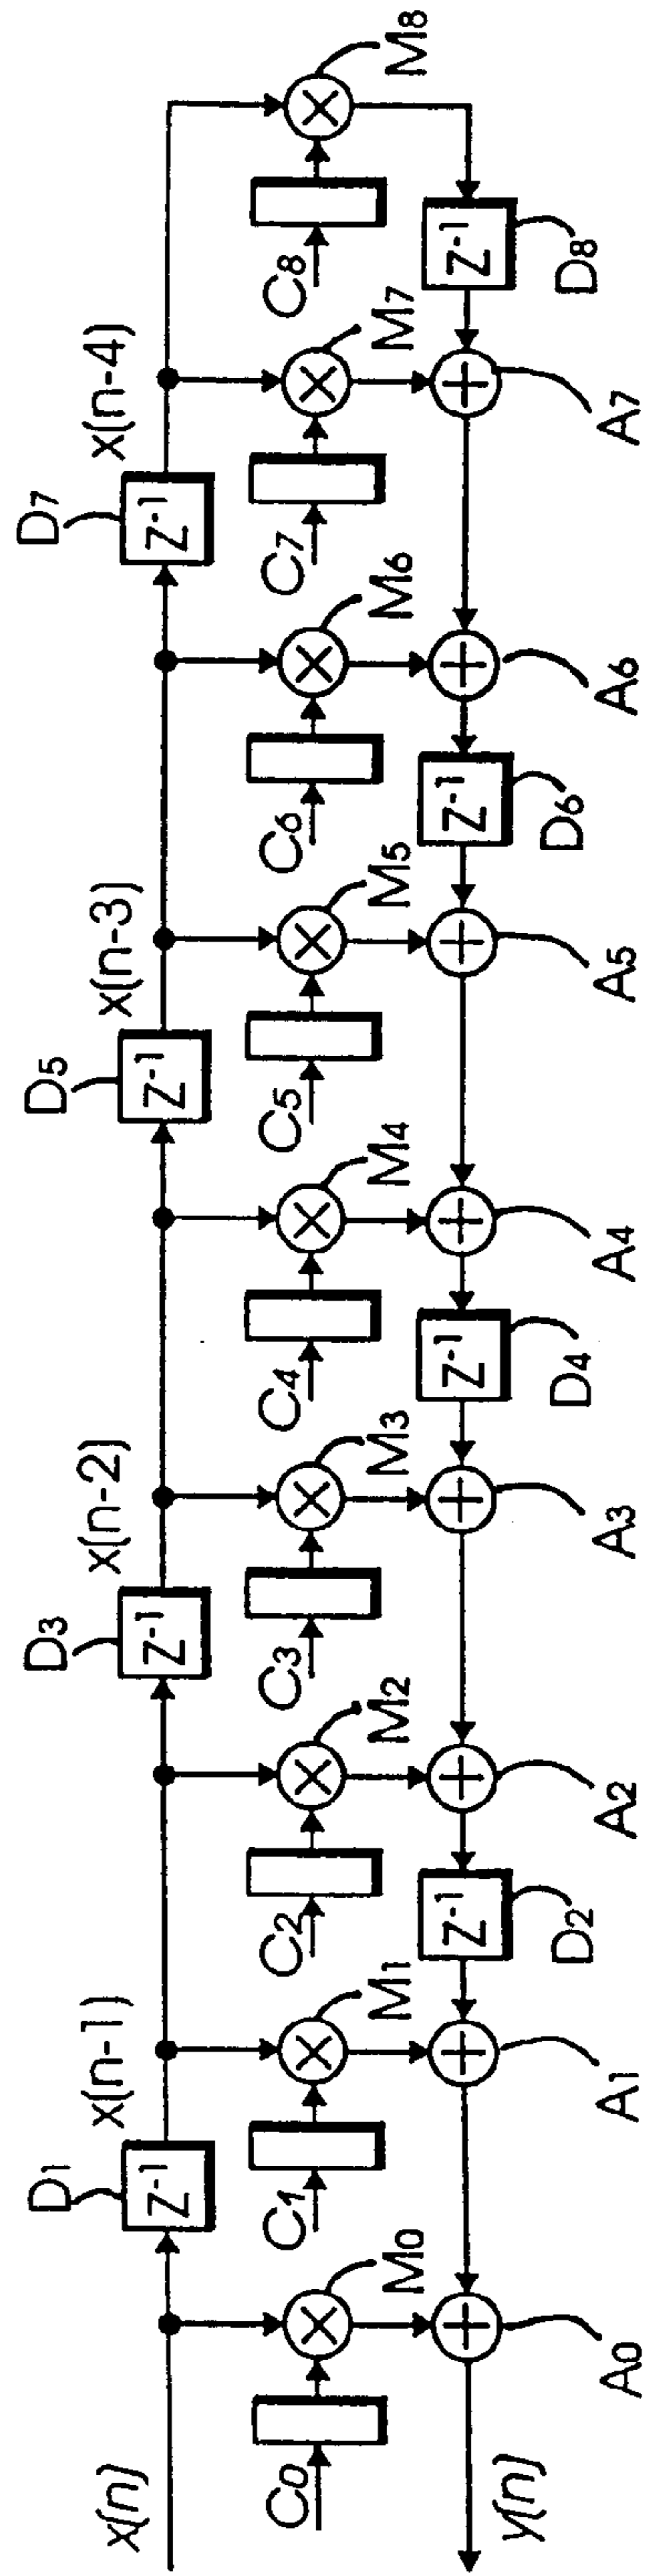 D1 D3 D5 D7
x[n] x(n-1) x(n-2) x(n-3) x(n-4)
Z-1 Z-1 Z-1 Z-1
M0 M1 M2 M3 M4 M5 M6 M7 M8
C0 C1 C2 C3 C4 C5 C6 C7 C8
Z-1 Z-1 Z-1 Z-1
y[n]
D2 D4 D6 D8
A0 A1 A2 A3 A4 A5 A6 A7